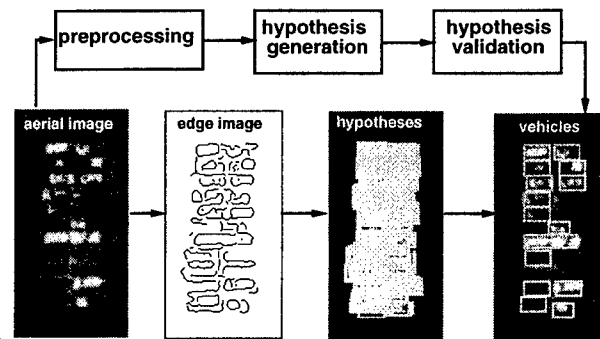 preprocessing
hypothesis
generation
hypothesis
validation
aerial image
edge image
hypotheses
vehicles